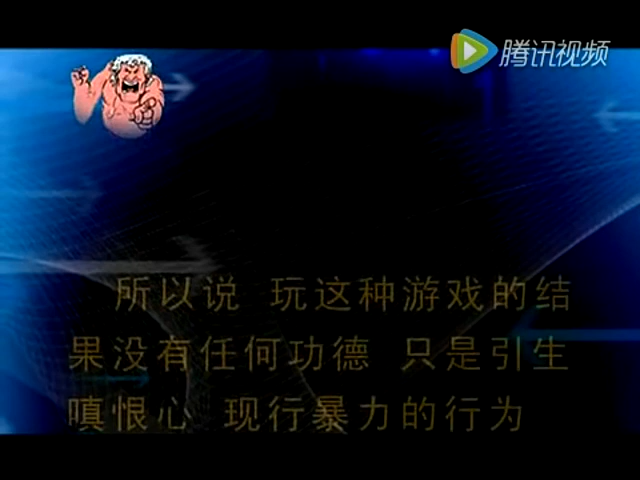 腾讯视频
所以说 玩这种游戏的结
果没有任何功德 只是引生
嗔恨心 现行暴力的行为